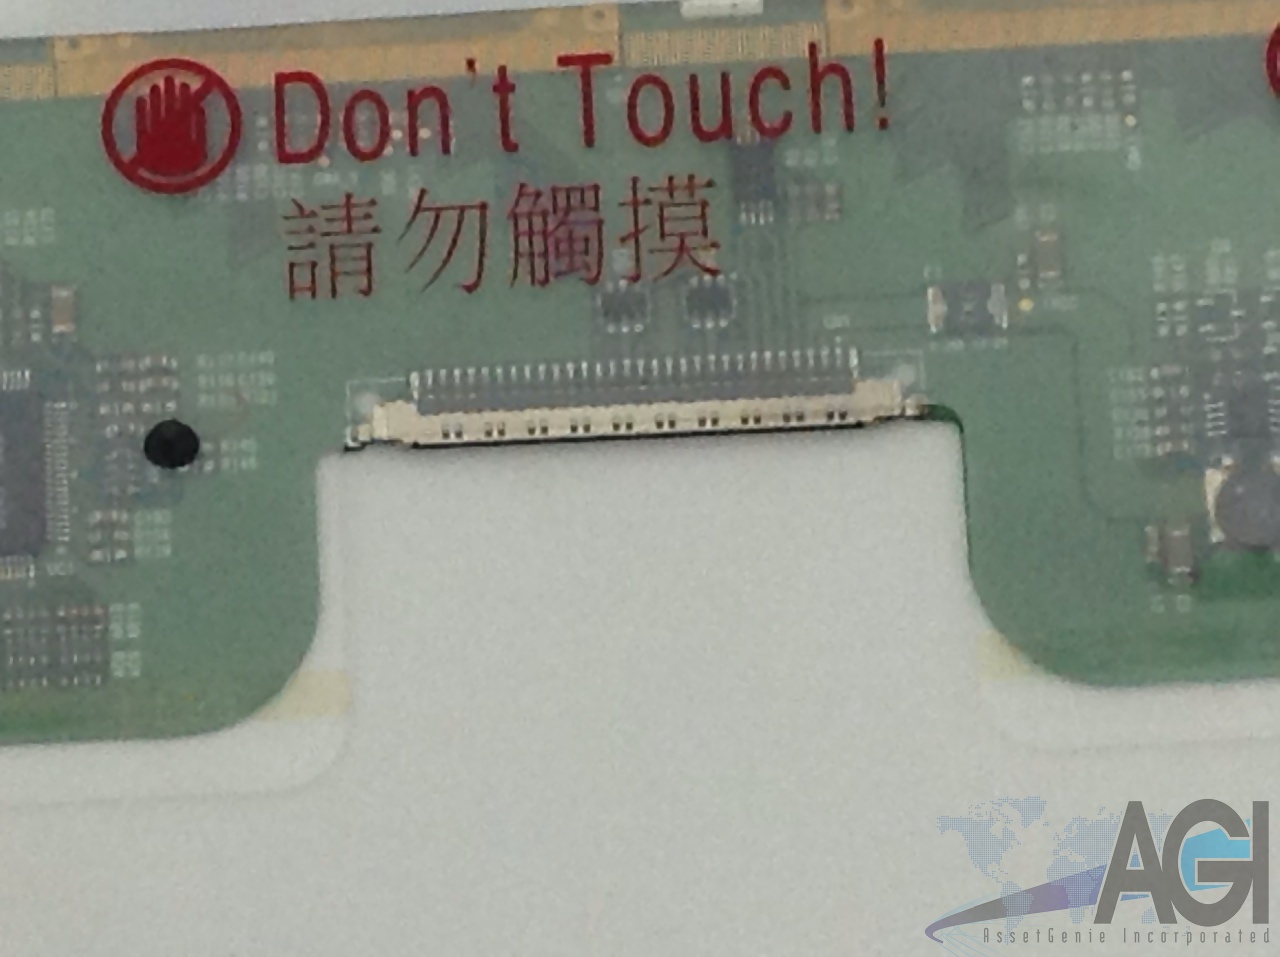 Don't Touch!
請勿觸摸
AGI
AssetGenie Incorporated